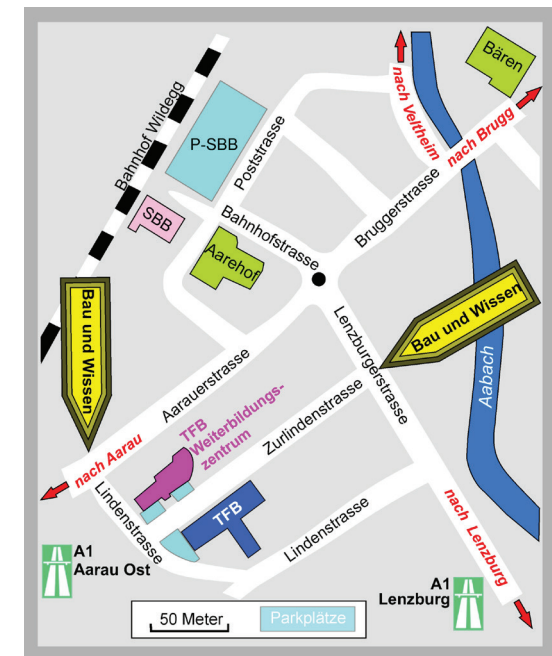 Bären
nach Veltheim
nach Brugg
Bahnhof Wildegg
P-SBB
Poststrasse
SBB
Bahnhofstrasse
Bruggerstrasse
Aarehof
Bau und Wissen
Bau und Wissen
Aabach
Aarauerstrasse
Lenzburgerstrasse
TFB
Weiterbildungs-
zentrum
Zurlindenstrasse
nach Aarau
Lindenstrasse
TFB
Lindenstrasse
nach Lenzburg
A1
Aarau Ost
A1
Lenzburg
50 Meter
Parkplätze